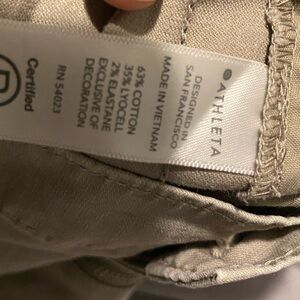 ATHLETA
DESIGNED IN
SAN FRANCISCO
MADE IN VIETNAM
63% COTTON
35% LYOCELL
2% ELASTANE
EXCLUSIVE OF
DECORATION
RN 54023
Certified